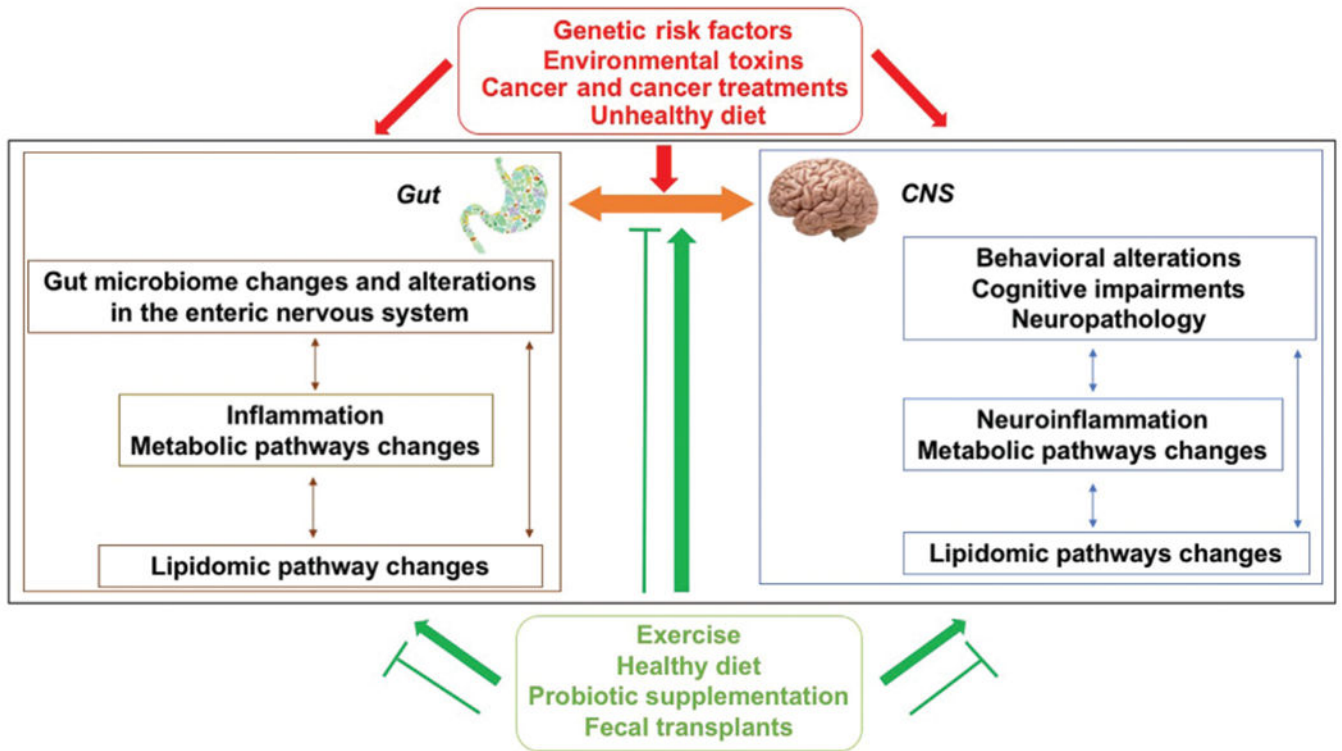 Genetic risk factors
Environmental toxins
Cancer and cancer treatments
Unhealthy diet
Gut
Gut microbiome changes and alterations
in the enteric nervous system
Inflammation
Metabolic pathways changes
Lipidomic pathway changes
CNS
Behavioral alterations
Cognitive impairments
Neuropathology
Neuroinflammation
Metabolic pathways changes
Lipidomic pathways changes
Exercise
Healthy diet
Probiotic supplementation
Fecal transplants